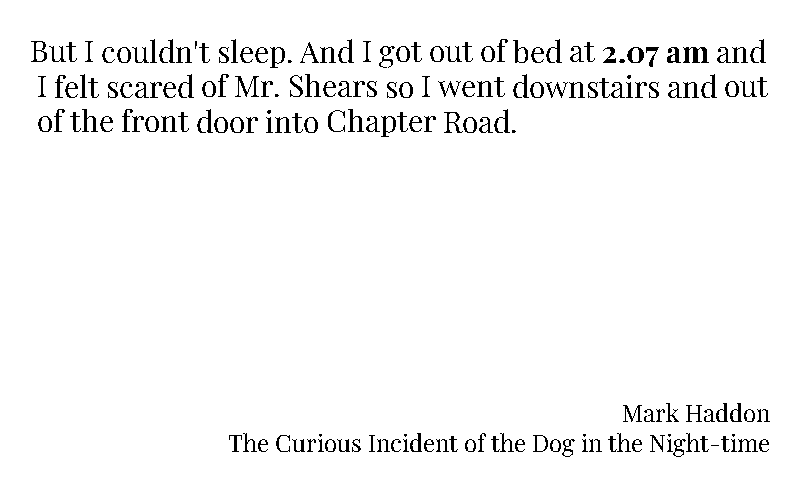 But I couldn't sleep. And I got out of bed at 2.07 am and
I felt scared of Mr. Shears so I went downstairs and out
of the front door into Chapter Road.
Mark Haddon
The Curious Incident of the Dog in the Night-time